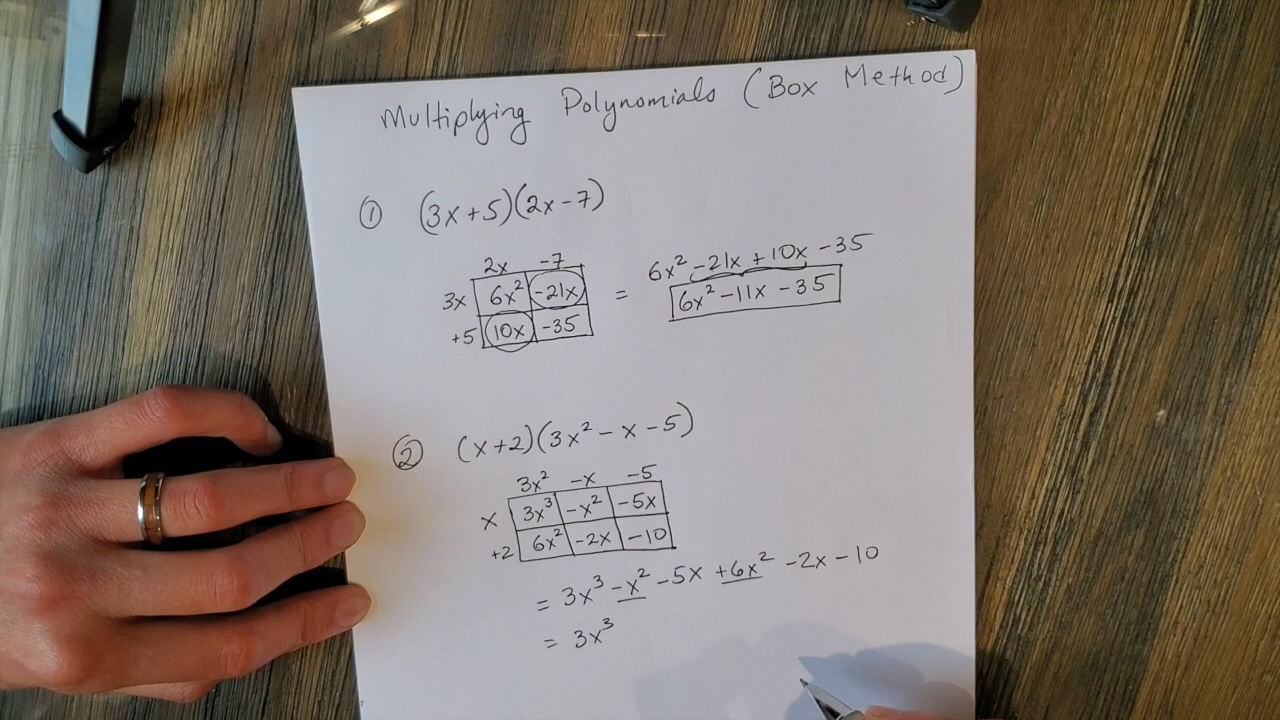 Multiplying Polynomials (Box Method)
① (3x+5)(2x-7)
2x -7
3x 6x² -21x
+5 10x -35
= 6x² -21x +10x -35
6x² -11x -35
② (x+2)(3x² -x -5)
3x² -x -5
x 3x³ -x² -5x
+2 6x² -2x -10
= 3x³ -x² -5x +6x² -2x -10
= 3x³